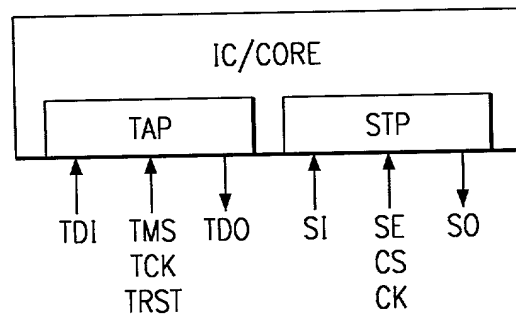 IC/CORE
TAP STP
TDI TMS TDO SI SE SO
TCK CS
TRST CK